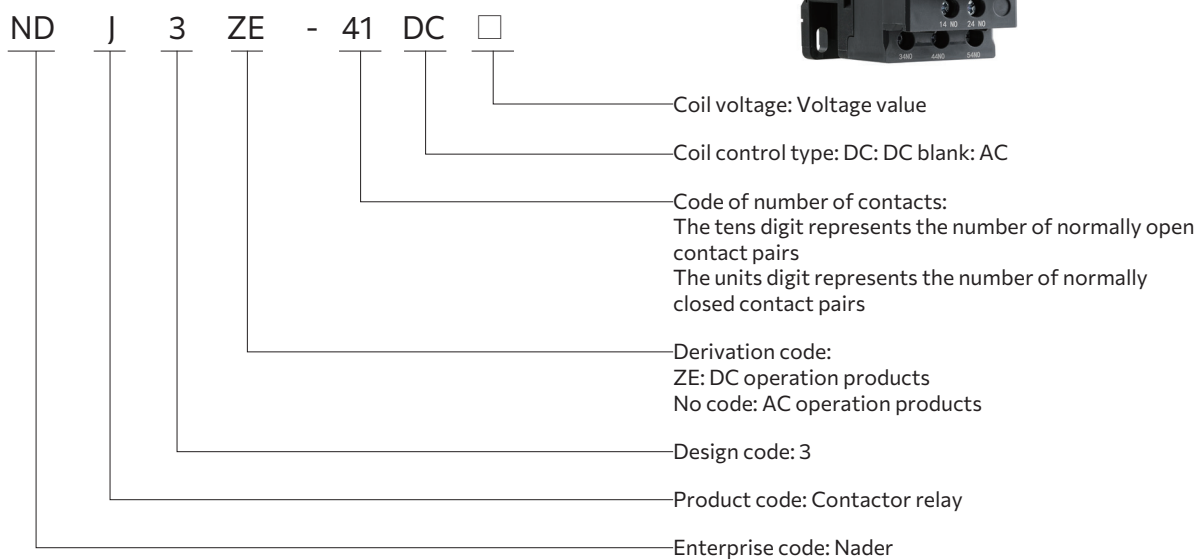 ND J 3 ZE - 41 DC □
14 NO 24 NO
34NO 44NO 54NO
Coil voltage: Voltage value
Coil control type: DC: DC blank: AC
Code of number of contacts:
The tens digit represents the number of normally open
contact pairs
The units digit represents the number of normally
closed contact pairs
Derivation code:
ZE: DC operation products
No code: AC operation products
Design code: 3
Product code: Contactor relay
Enterprise code: Nader